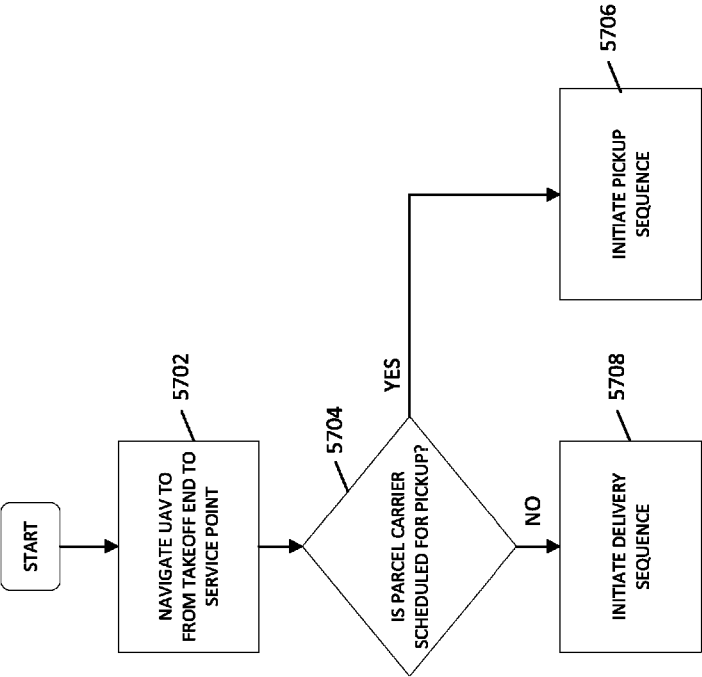 START
5702
NAVIGATE UAV TO
FROM TAKEOFF END TO
SERVICE POINT
5704
IS PARCEL CARRIER
SCHEDULED FOR PICKUP?
YES
5706
INITIATE PICKUP
SEQUENCE
NO
5708
INITIATE DELIVERY
SEQUENCE